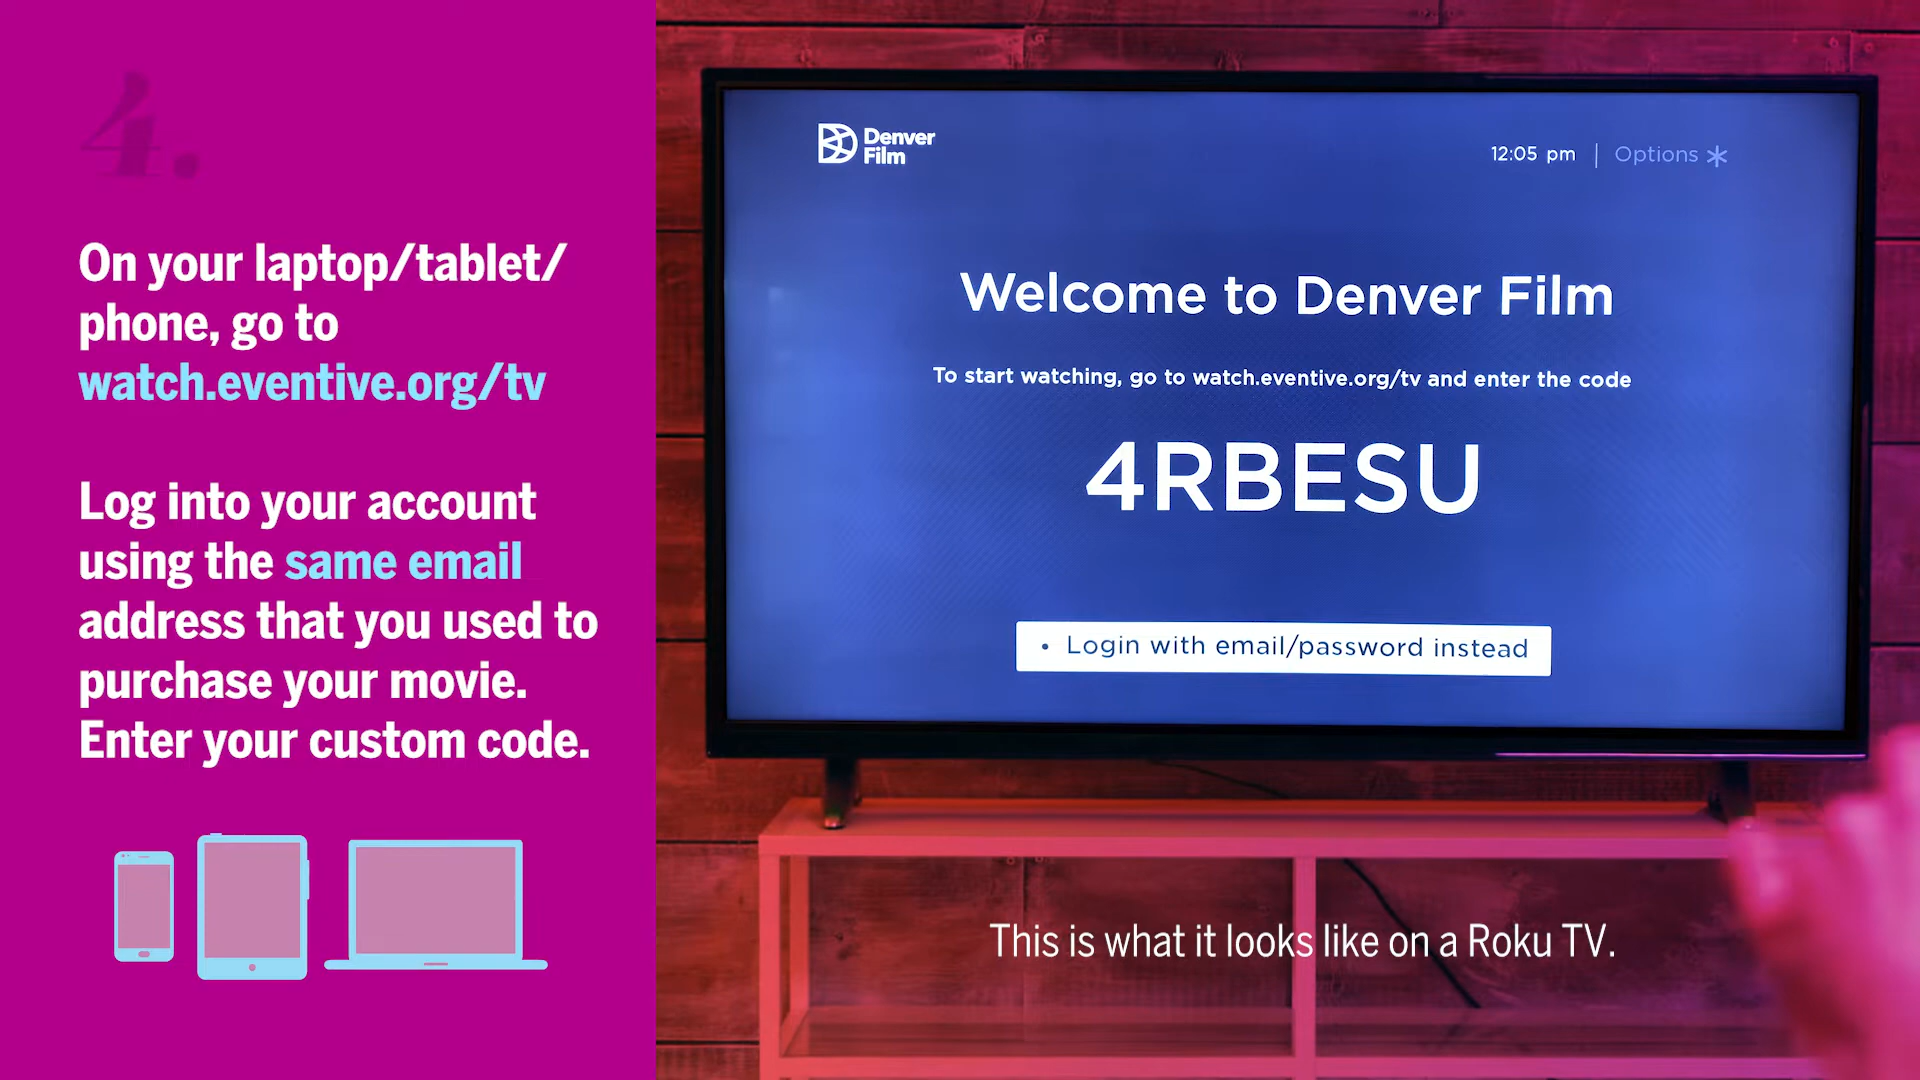 4.
On your laptop/tablet/
phone, go to
watch.eventive.org/tv
Log into your account
using the same email
address that you used to
purchase your movie.
Enter your custom code.
Denver
Film
12:05 pm | Options *
Welcome to Denver Film
To start watching, go to watch.eventive.org/tv and enter the code
4RBESU
• Login with email/password instead
This is what it looks like on a Roku TV.